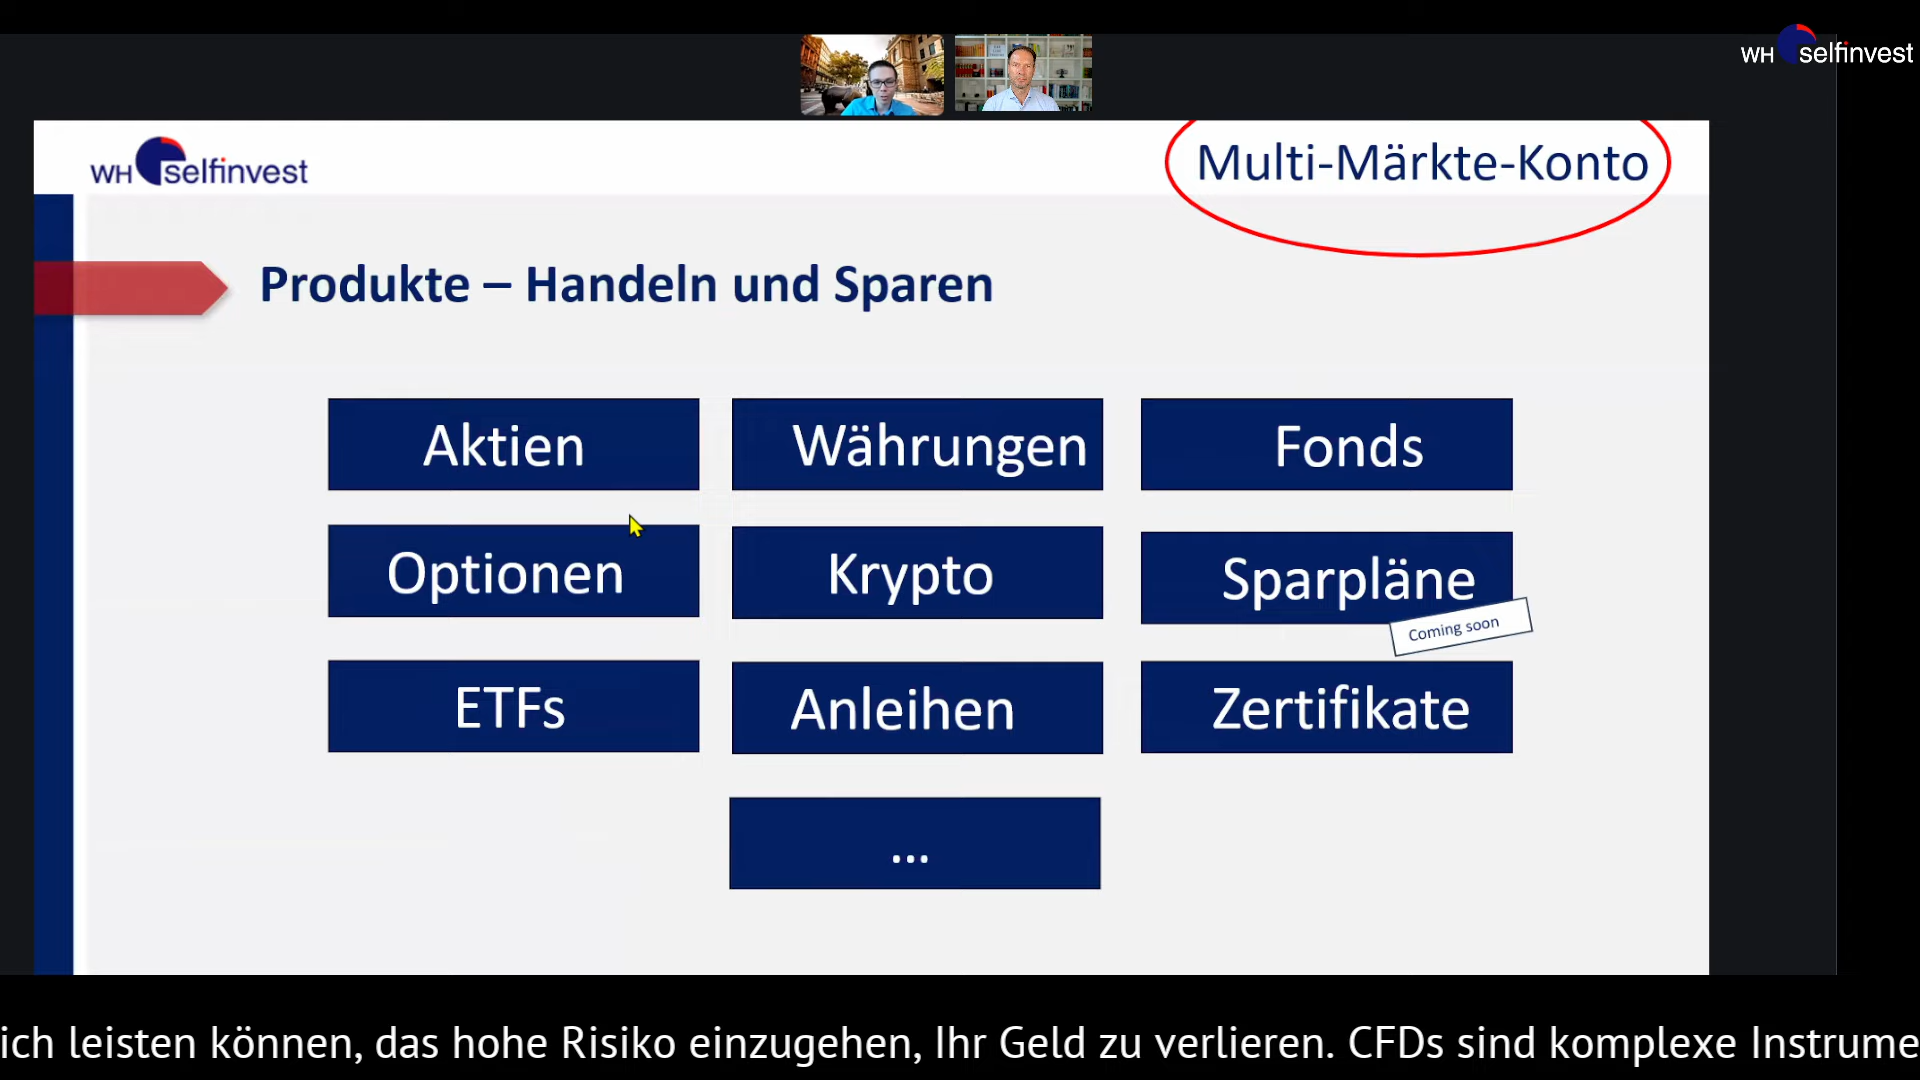 WH selfinvest
WH selfinvest
Multi-Märkte-Konto
Produkte – Handeln und Sparen
Aktien
Währungen
Fonds
Optionen
Krypto
Sparpläne
Coming soon
ETFs
Anleihen
Zertifikate
...
ich leisten können, das hohe Risiko einzugehen, Ihr Geld zu verlieren. CFDs sind komplexe Instrume